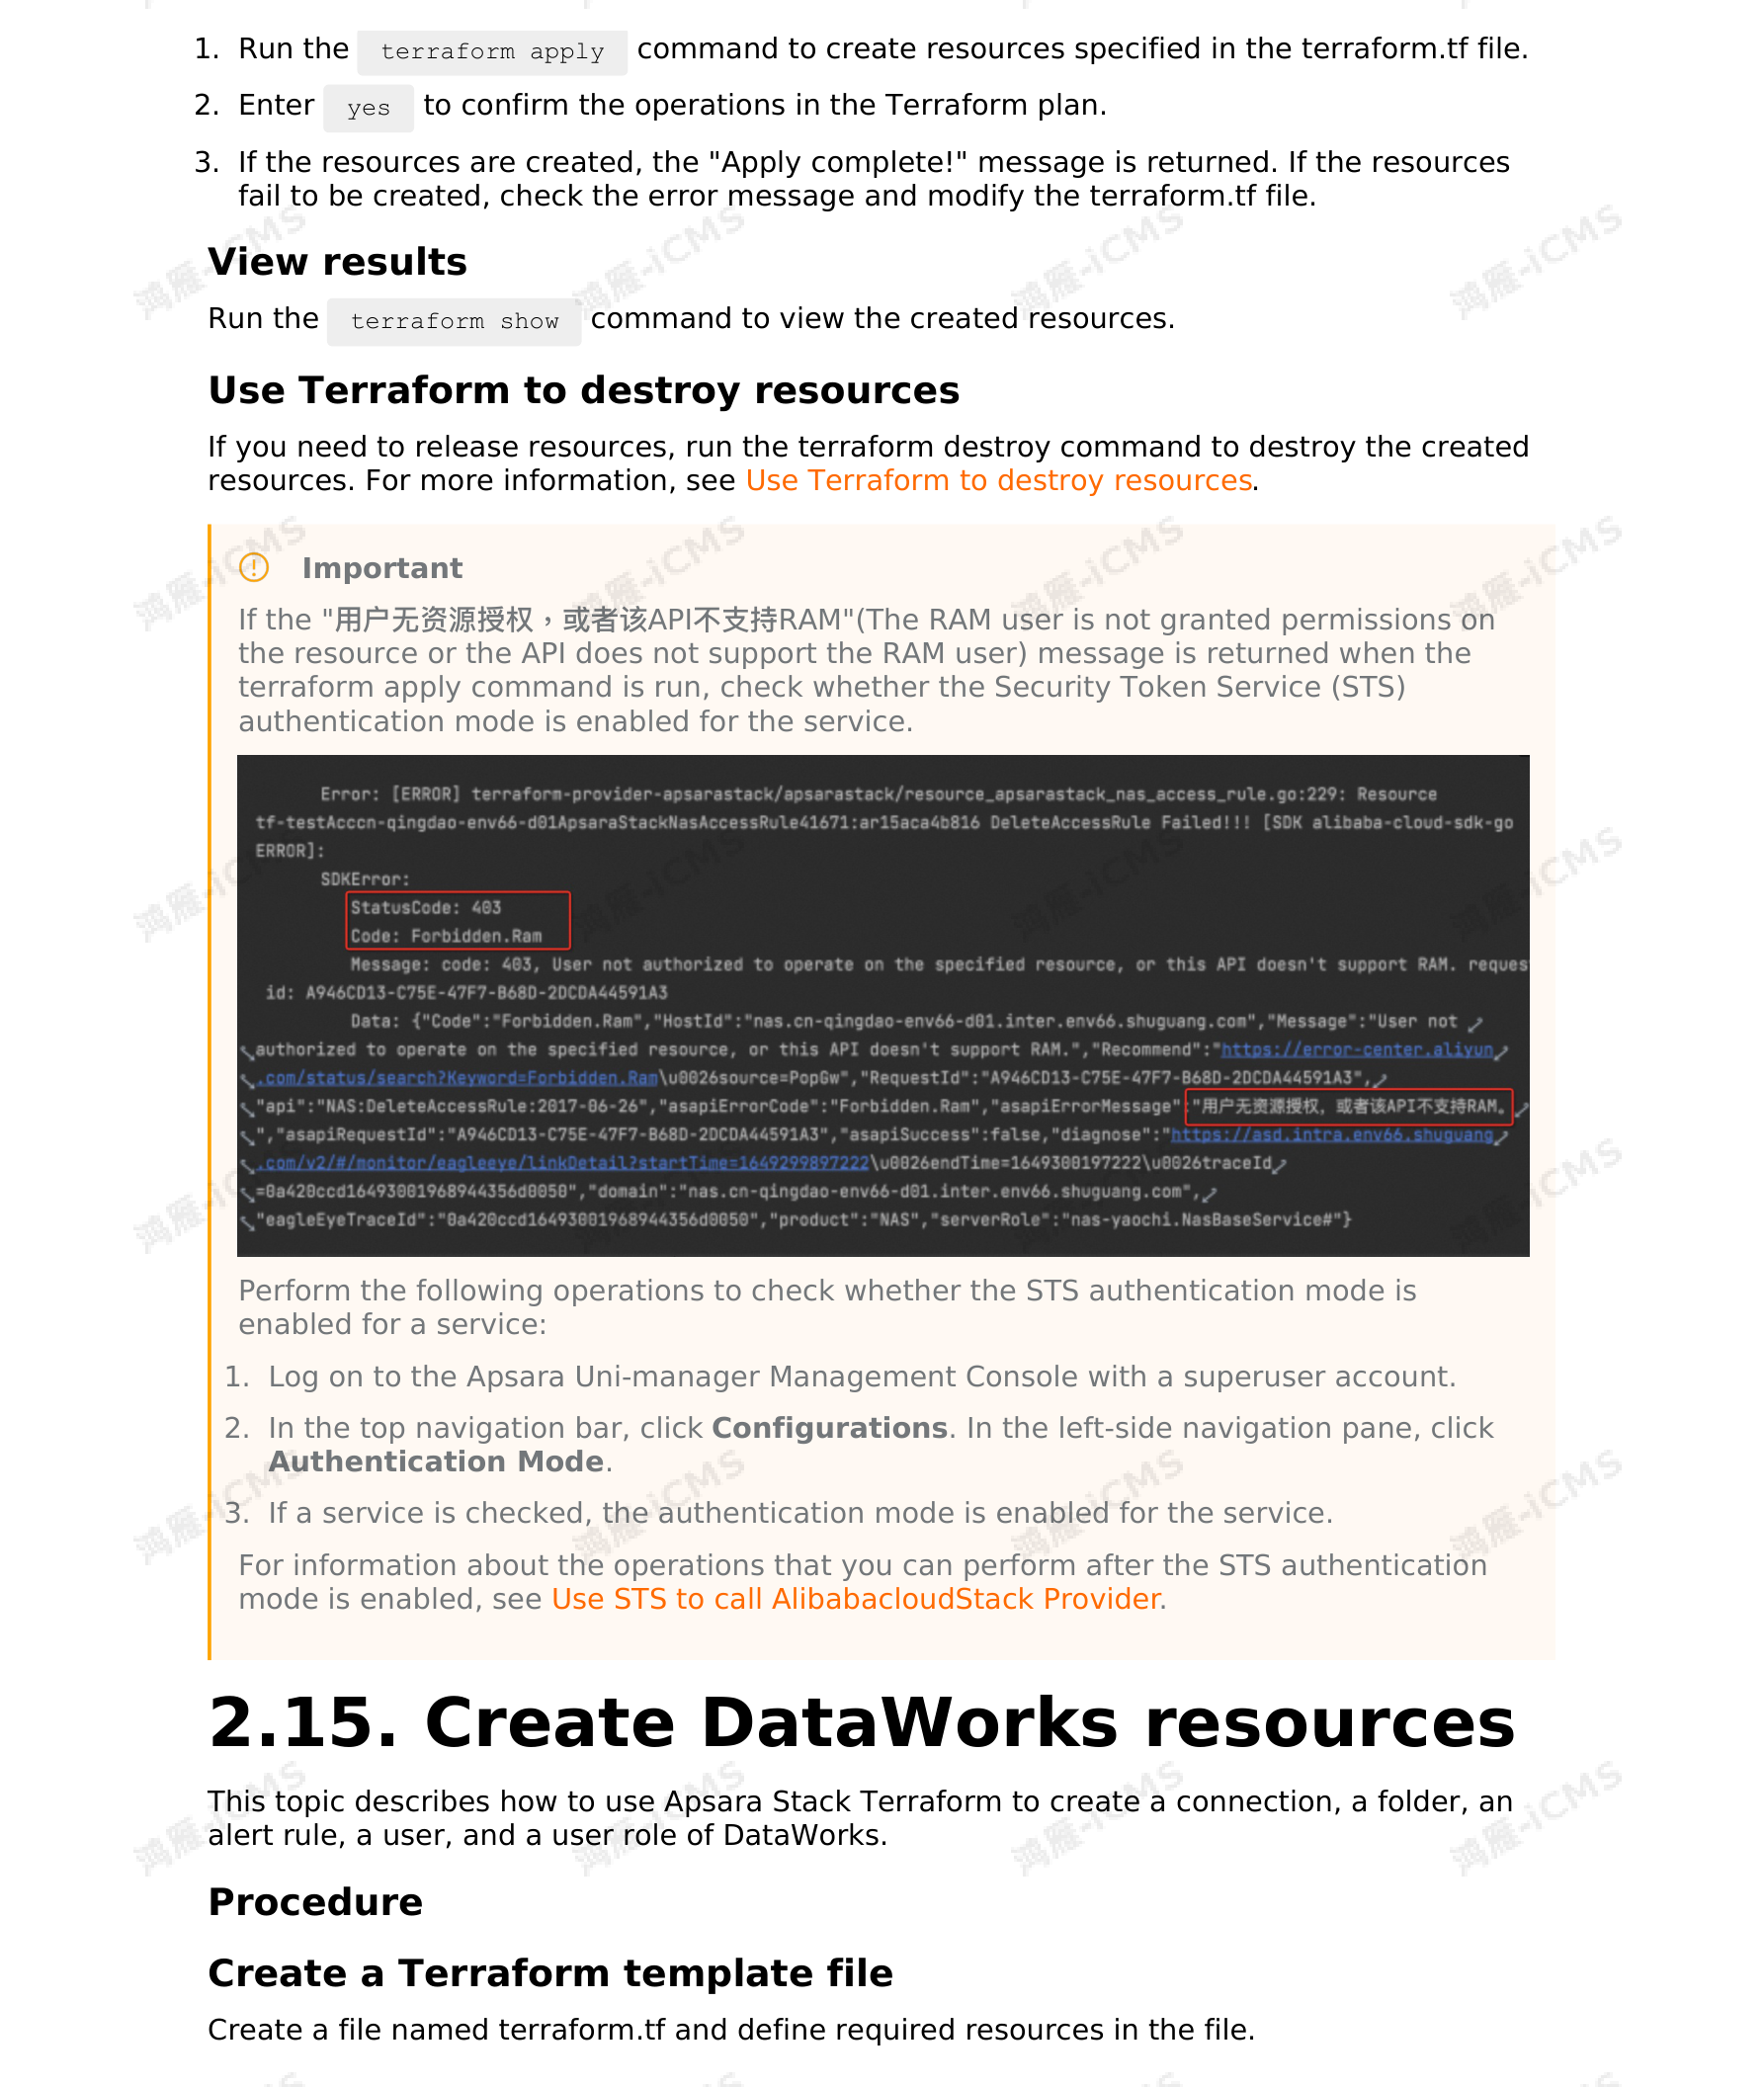 1. Run the terraform apply command to create resources specified in the terraform.tf file.
2. Enter yes to confirm the operations in the Terraform plan.
3. If the resources are created, the "Apply complete!" message is returned. If the resources
fail to be created, check the error message and modify the terraform.tf file.
View results
Run the terraform show command to view the created resources.
Use Terraform to destroy resources
If you need to release resources, run the terraform destroy command to destroy the created
resources. For more information, see Use Terraform to destroy resources.
Important
If the "用户无资源授权，或者该API不支持RAM"(The RAM user is not granted permissions on
the resource or the API does not support the RAM user) message is returned when the
terraform apply command is run, check whether the Security Token Service (STS)
authentication mode is enabled for the service.
Error: [ERROR] terraform-provider-apsarastack/apsarastack/resource_apsarastack_nas_access_rule.go:229: Resource
tf-testAcccn-qingdao-env66-d01ApsaraStackNasAccessRule41671:ar15aca4b816 DeleteAccessRule Failed!!! [SDK alibaba-cloud-sdk-go
ERROR]:
SDKError:
StatusCode: 403
Code: Forbidden.Ram
Message: code: 403, User not authorized to operate on the specified resource, or this API doesn't support RAM. reques
id: A946CD13-C75E-47F7-B68D-2DCDA44591A3
Data: {"Code":"Forbidden.Ram","HostId":"nas.cn-qingdao-env66-d01.inter.env66.shuguang.com","Message":"User not
authorized to operate on the specified resource, or this API doesn't support RAM.","Recommend":"https://error-center.aliyun
.com/status/search?Keyword=Forbidden.Ram\u0026source=PopGw","RequestId":"A946CD13-C75E-47F7-B68D-2DCDA44591A3",
"api":"NAS:DeleteAccessRule:2017-06-26","asapiErrorCode":"Forbidden.Ram","asapiErrorMessage":"用户无资源授权，或者该API不支持RAM。
","asapiRequestId":"A946CD13-C75E-47F7-B68D-2DCDA44591A3","asapiSuccess":false,"diagnose":"https://asd.intra.env66.shuguang
.com/v2/#/monitor/eagleeye/linkDetail?startTime=1649299897222\u0026endTime=1649300197222\u0026traceId
=0a420ccd16493001968944356d0050","domain":"nas.cn-qingdao-env66-d01.inter.env66.shuguang.com",
"eagleEyeTraceId":"0a420ccd16493001968944356d0050","product":"NAS","serverRole":"nas-yaochi.NasBaseService#"}
Perform the following operations to check whether the STS authentication mode is
enabled for a service:
1. Log on to the Apsara Uni-manager Management Console with a superuser account.
2. In the top navigation bar, click Configurations. In the left-side navigation pane, click
Authentication Mode.
3. If a service is checked, the authentication mode is enabled for the service.
For information about the operations that you can perform after the STS authentication
mode is enabled, see Use STS to call AlibabacloudStack Provider.
2.15. Create DataWorks resources
This topic describes how to use Apsara Stack Terraform to create a connection, a folder, an
alert rule, a user, and a user role of DataWorks.
Procedure
Create a Terraform template file
Create a file named terraform.tf and define required resources in the file.
鸿雁-iCMS